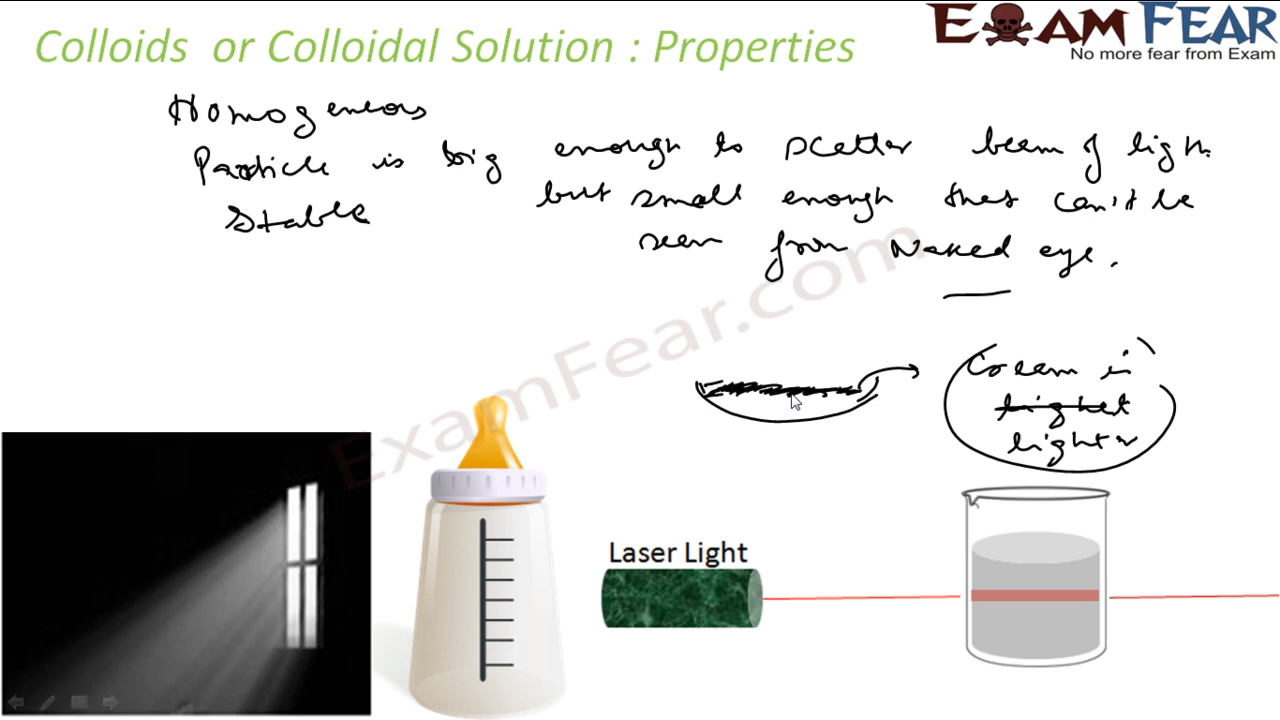 Colloids or Colloidal Solution : Properties
EXAM FEAR
No more fear from Exam
Homogeneous
Particle is big enough to scatter beam of light
but small enough that can't be
seen from Naked eye.
Stable
ExamFear.com
Cream is
lighter
Laser Light